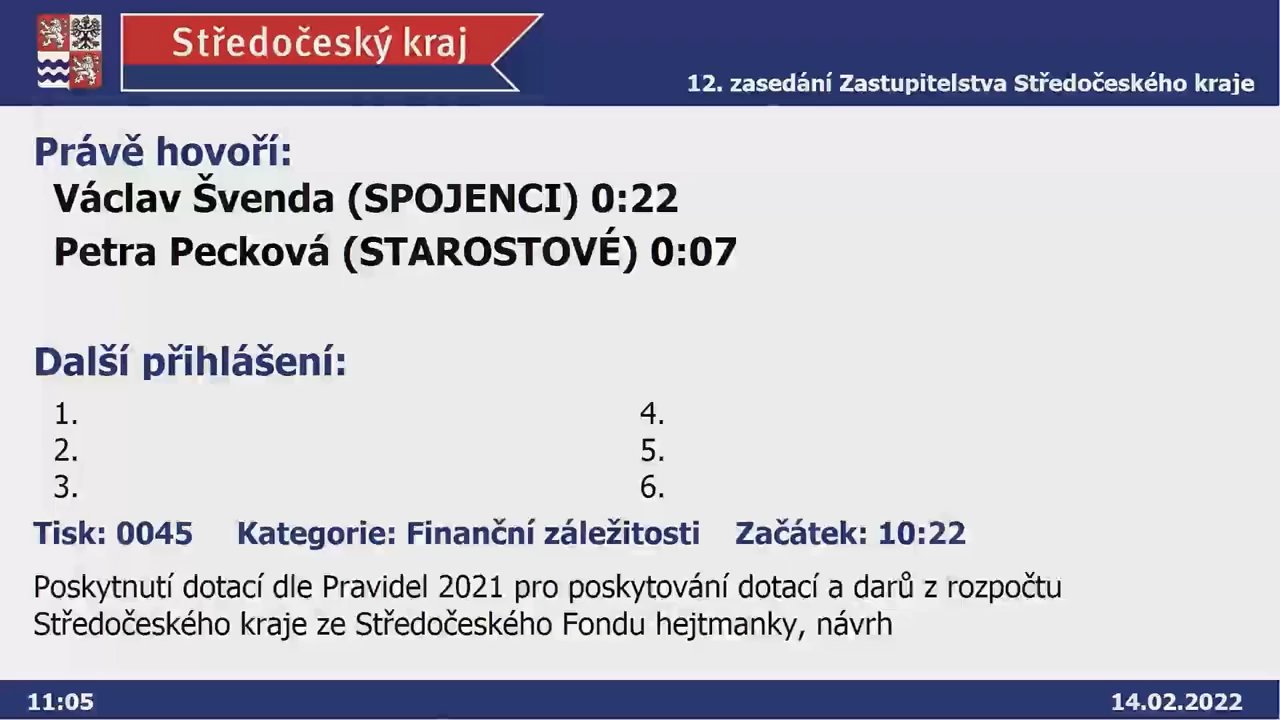 Středočeský kraj
12. zasedání Zastupitelstva Středočeského kraje
Právě hovoří:
Václav Švenda (SPOJENCI) 0:22
Petra Pecková (STAROSTOVÉ) 0:07
Další přihlášení:
1.
2.
3.
4.
5.
6.
Tisk: 0045 Kategorie: Finanční záležitosti Začátek: 10:22
Poskytnutí dotací dle Pravidel 2021 pro poskytování dotací a darů z rozpočtu
Středočeského kraje ze Středočeského Fondu hejtmanky, návrh
11:05
14.02.2022